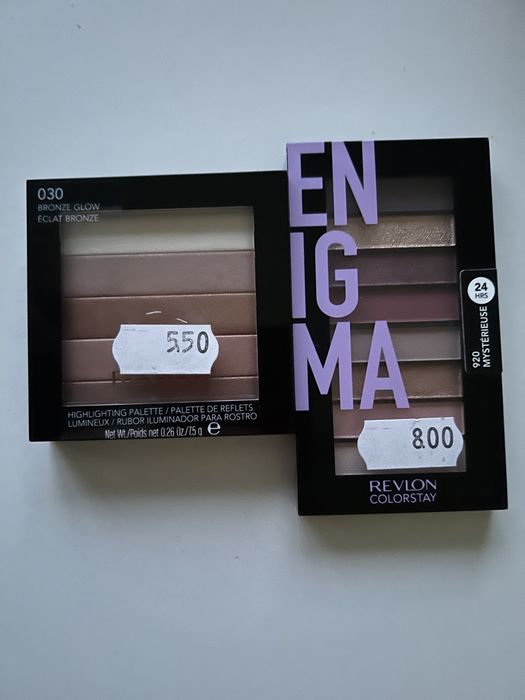 030
BRONZE GLOW
ÉCLAT BRONZE
5.50
HIGHLIGHTING PALETTE / PALETTE DE REFLETS
LUMINEUX / RUBOR ILUMINADOR PARA ROSTRO
Net Wt./Poids net 0.26 Oz/7.5 g e
EN
IG
MA
24
HRS
920
MYSTÉRIEUSE
8.00
REVLON
COLORSTAY